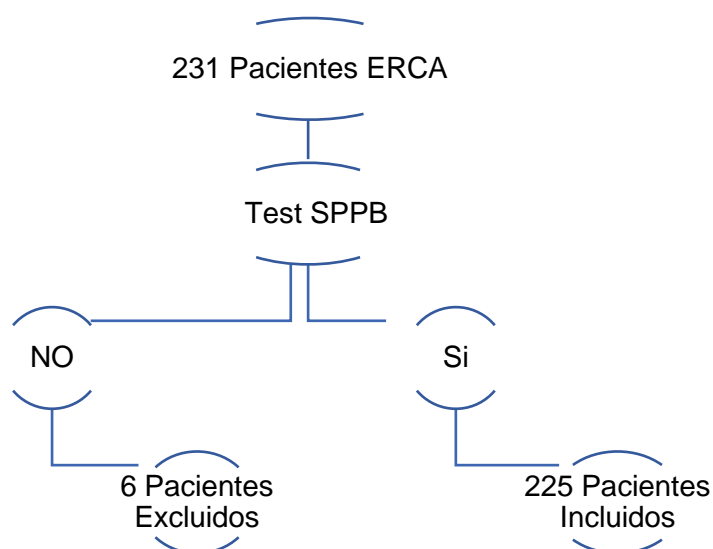 231 Pacientes ERCA
Test SPPB
NO
Si
6 Pacientes
Excluidos
225 Pacientes
Incluidos